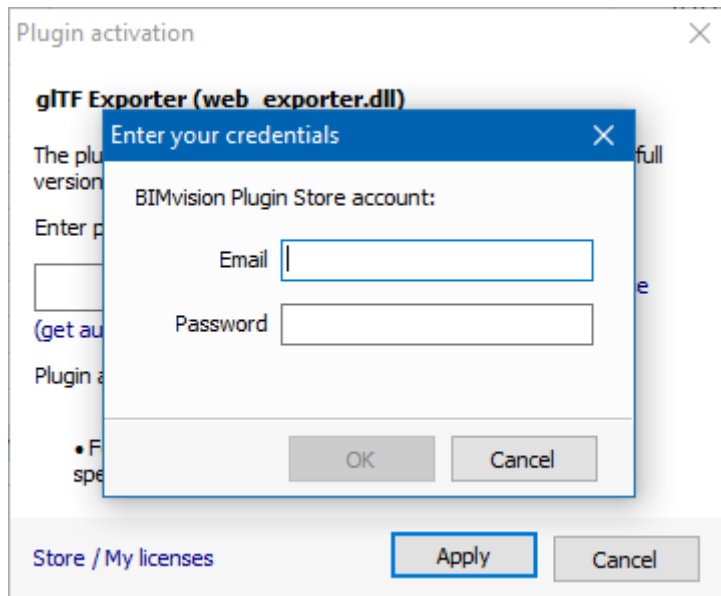 Plugin activation
glTF Exporter (web_exporter.dll)
Enter your credentials
The plu
full
version
BIMvision Plugin Store account:
Enter p
Email
e
(get au
Password
Plugin a
• F
spe
OK
Cancel
Store / My licenses
Apply
Cancel